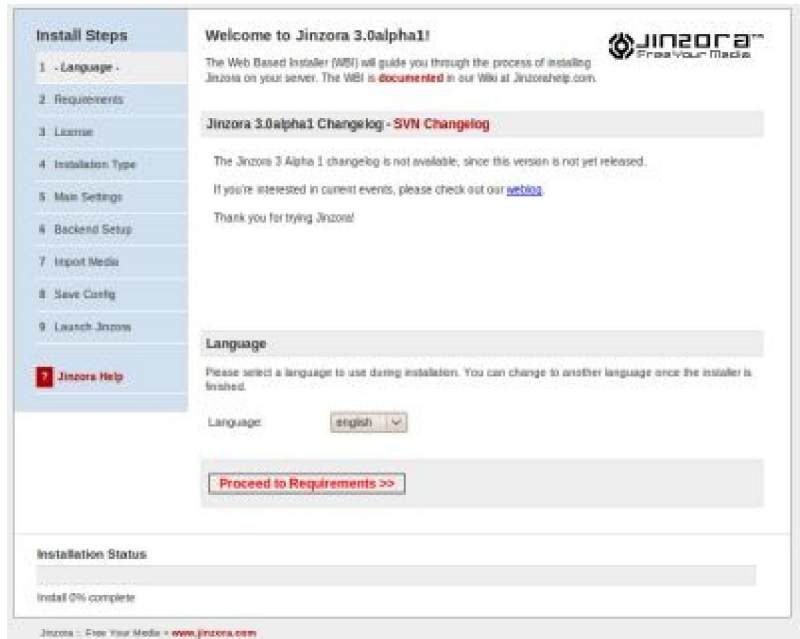 Install Steps
1 - Language -
2 Requirements
3 License
4 Installation Type
5 Main Settings
6 Backend Setup
7 Import Media
8 Save Config
9 Launch Jinzora
? Jinzora Help
Welcome to Jinzora 3.0alpha1!
Jinzora™
Free Your Media
The Web Based Installer (WBI) will guide you through the process of installing
Jinzora on your server. The WBI is documented in our Wiki at Jinzorahelp.com.
Jinzora 3.0alpha1 Changelog - SVN Changelog
The Jinzora 3 Alpha 1 changelog is not available, since this version is not yet released.
If you're interested in current events, please check out our weblog.
Thank you for trying Jinzora!
Language
Please select a language to use during installation. You can change to another language once the installer is
finished.
Language: english
Proceed to Requirements >>
Installation Status
Install 0% complete
Jinzora :: Free Your Media • www.jinzora.com